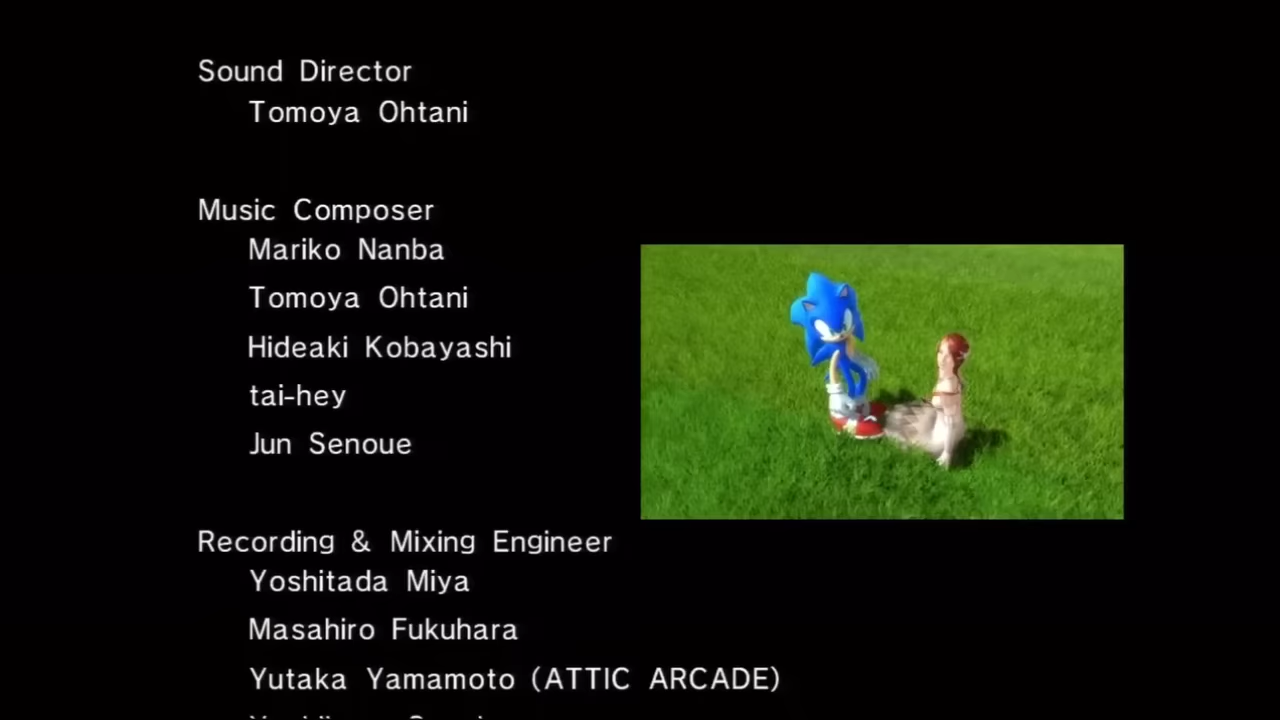 Sound Director
Tomoya Ohtani
Music Composer
Mariko Nanba
Tomoya Ohtani
Hideaki Kobayashi
tai-hey
Jun Senoue
Recording & Mixing Engineer
Yoshitada Miya
Masahiro Fukuhara
Yutaka Yamamoto (ATTIC ARCADE)